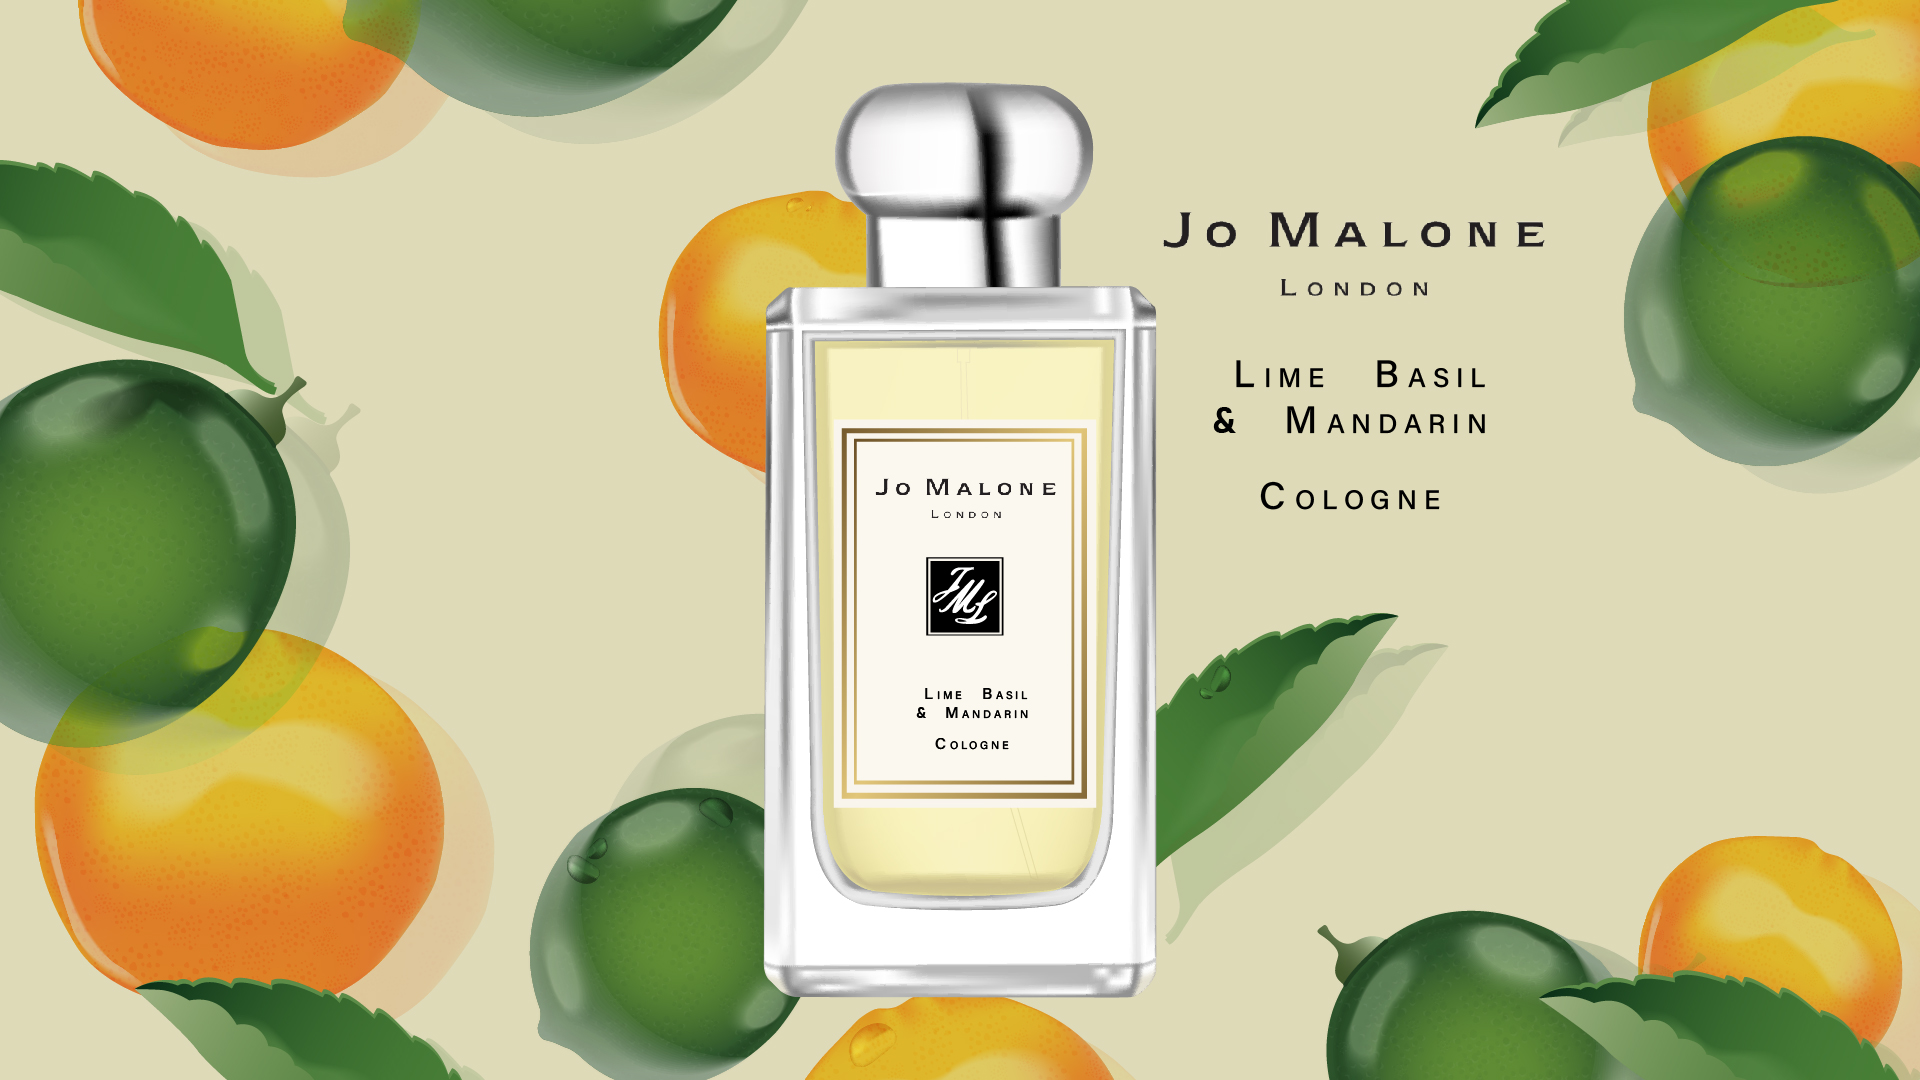 Jo Malone
London
Lime Basil
& Mandarin
Cologne
Jo Malone
London
JML
Lime Basil
& Mandarin
Cologne